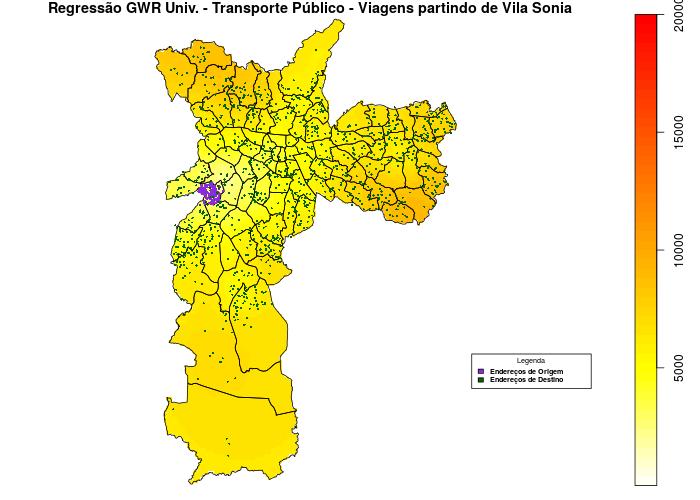 Regressão GWR Univ. - Transporte Público - Viagens partindo de Vila Sonia
20000
15000
10000
5000
0
Legenda
Endereços de Origem
Endereços de Destino